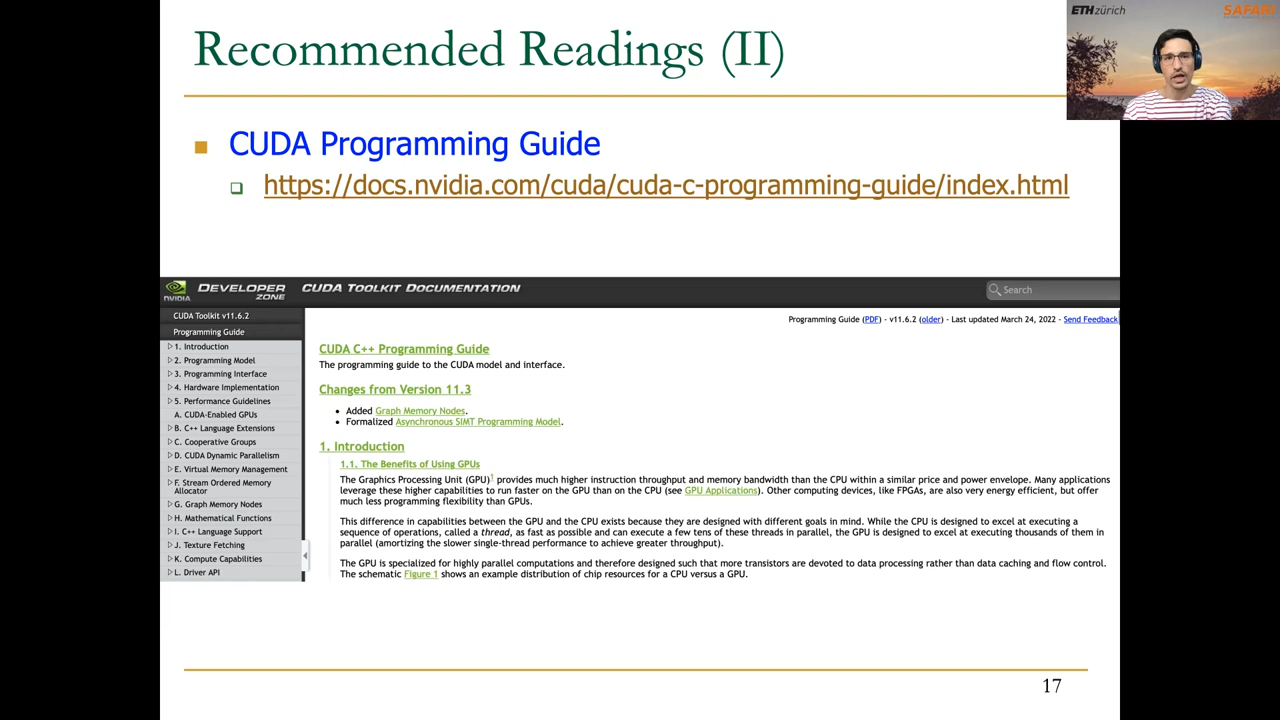 Recommended Readings (II)
ETHzürich
SAFARI
CUDA Programming Guide
https://docs.nvidia.com/cuda/cuda-c-programming-guide/index.html
NVIDIA
DEVELOPER
ZONE
CUDA TOOLKIT DOCUMENTATION
Search
CUDA Toolkit v11.6.2
Programming Guide
1. Introduction
2. Programming Model
3. Programming Interface
4. Hardware Implementation
5. Performance Guidelines
A. CUDA-Enabled GPUs
B. C++ Language Extensions
C. Cooperative Groups
D. CUDA Dynamic Parallelism
E. Virtual Memory Management
F. Stream Ordered Memory
Allocator
G. Graph Memory Nodes
H. Mathematical Functions
I. C++ Language Support
J. Texture Fetching
K. Compute Capabilities
L. Driver API
Programming Guide (PDF) - v11.6.2 (older) - Last updated March 24, 2022 - Send Feedback
CUDA C++ Programming Guide
The programming guide to the CUDA model and interface.
Changes from Version 11.3
• Added Graph Memory Nodes.
• Formalized Asynchronous SIMT Programming Model.
1. Introduction
1.1. The Benefits of Using GPUs
The Graphics Processing Unit (GPU)1 provides much higher instruction throughput and memory bandwidth than the CPU within a similar price and power envelope. Many applications
leverage these higher capabilities to run faster on the GPU than on the CPU (see GPU Applications). Other computing devices, like FPGAs, are also very energy efficient, but offer
much less programming flexibility than GPUs.
This difference in capabilities between the GPU and the CPU exists because they are designed with different goals in mind. While the CPU is designed to excel at executing a
sequence of operations, called a thread, as fast as possible and can execute a few tens of these threads in parallel, the GPU is designed to excel at executing thousands of them in
parallel (amortizing the slower single-thread performance to achieve greater throughput).
The GPU is specialized for highly parallel computations and therefore designed such that more transistors are devoted to data processing rather than data caching and flow control.
The schematic Figure 1 shows an example distribution of chip resources for a CPU versus a GPU.
17